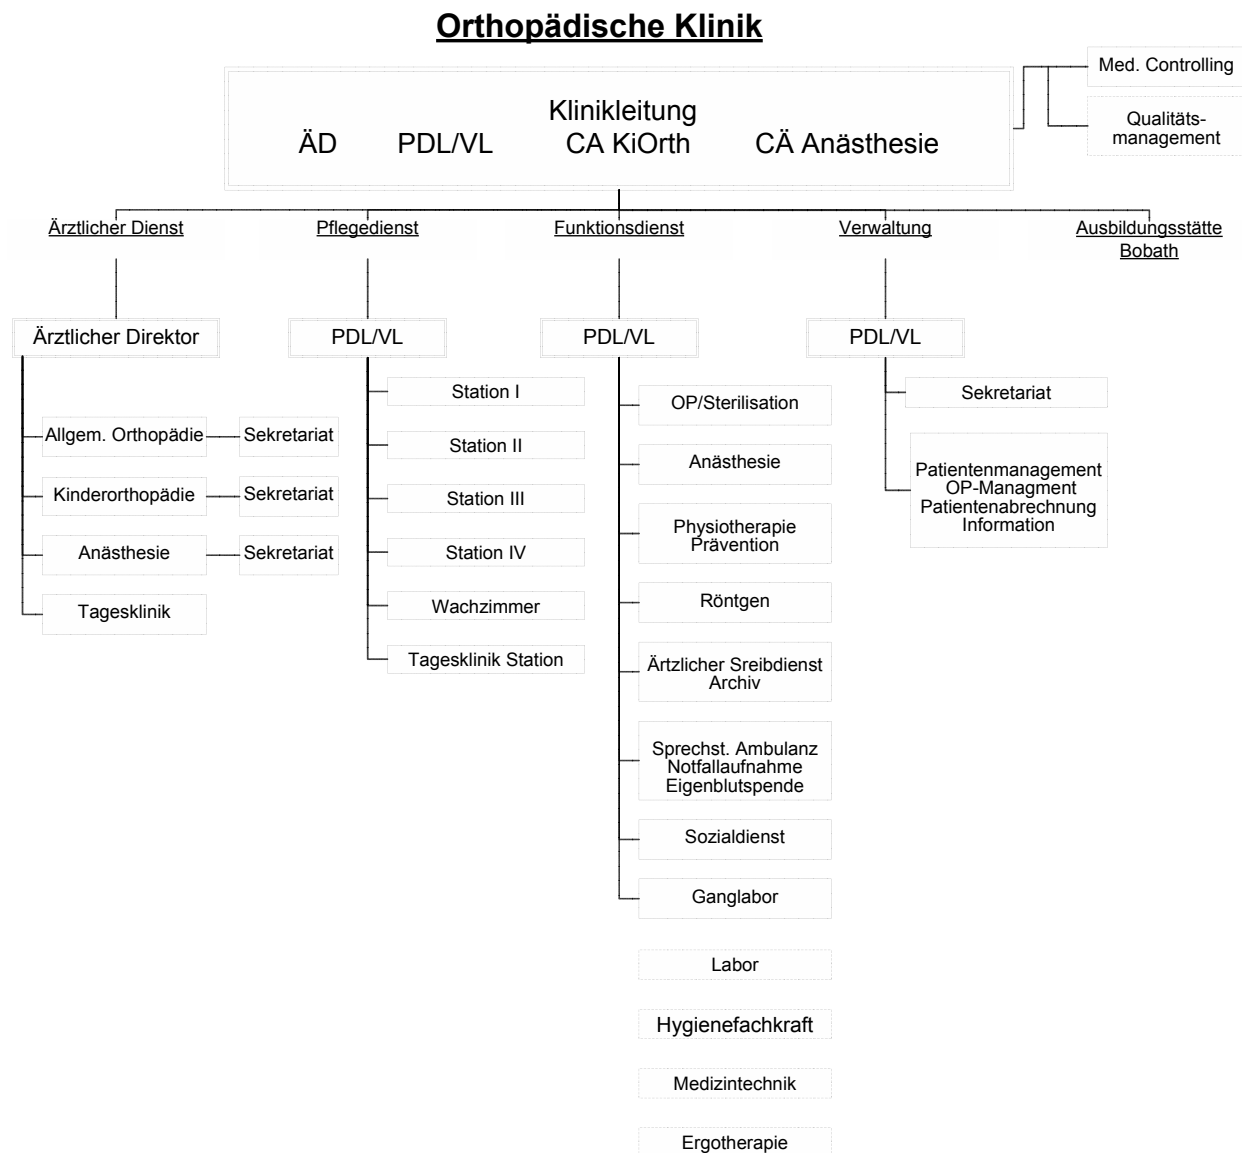 Orthopädische Klinik
Med. Controlling
Qualitäts-
management
Klinikleitung
ÄD PDL/VL CA KiOrth CÄ Anästhesie
Ärztlicher Dienst
Pflegedienst
Funktionsdienst
Verwaltung
Ausbildungsstätte
Bobath
Ärztlicher Direktor
PDL/VL
PDL/VL
PDL/VL
Allgem. Orthopädie
Sekretariat
Kinderorthopädie
Sekretariat
Anästhesie
Sekretariat
Tagesklinik
Station I
Station II
Station III
Station IV
Wachzimmer
Tagesklinik Station
OP/Sterilisation
Anästhesie
Physiotherapie
Prävention
Röntgen
Ärtzlicher Sreibdienst
Archiv
Sprechst. Ambulanz
Notfallaufnahme
Eigenblutspende
Sozialdienst
Ganglabor
Labor
Hygienefachkraft
Medizintechnik
Ergotherapie
Sekretariat
Patientenmanagement
OP-Managment
Patientenabrechnung
Information